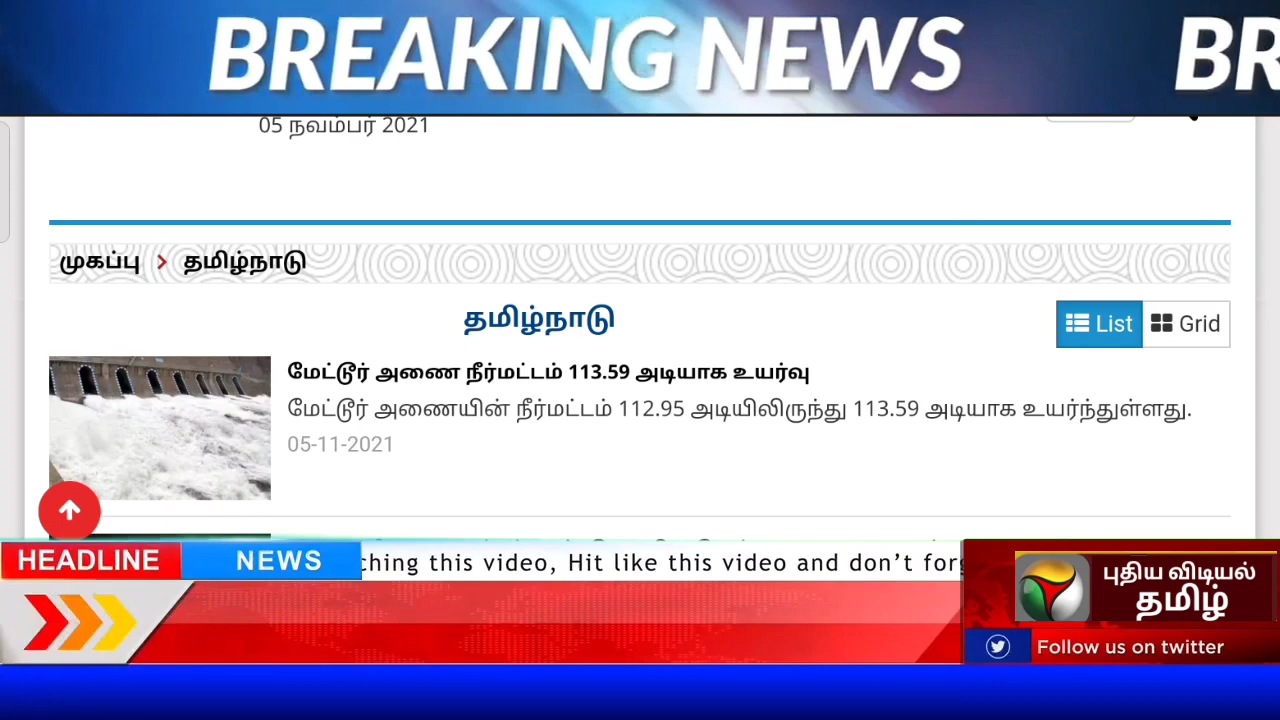 BREAKING NEWS
BR
05 நவம்பர் 2021
முகப்பு > தமிழ்நாடு
தமிழ்நாடு
List
Grid
மேட்டூர் அணை நீர்மட்டம் 113.59 அடியாக உயர்வு
மேட்டூர் அணையின் நீர்மட்டம் 112.95 அடியிலிருந்து 113.59 அடியாக உயர்ந்துள்ளது.
05-11-2021
HEADLINE NEWS
ching this video, Hit like this video and don't forg
புதிய விடியல்
தமிழ்
Follow us on twitter